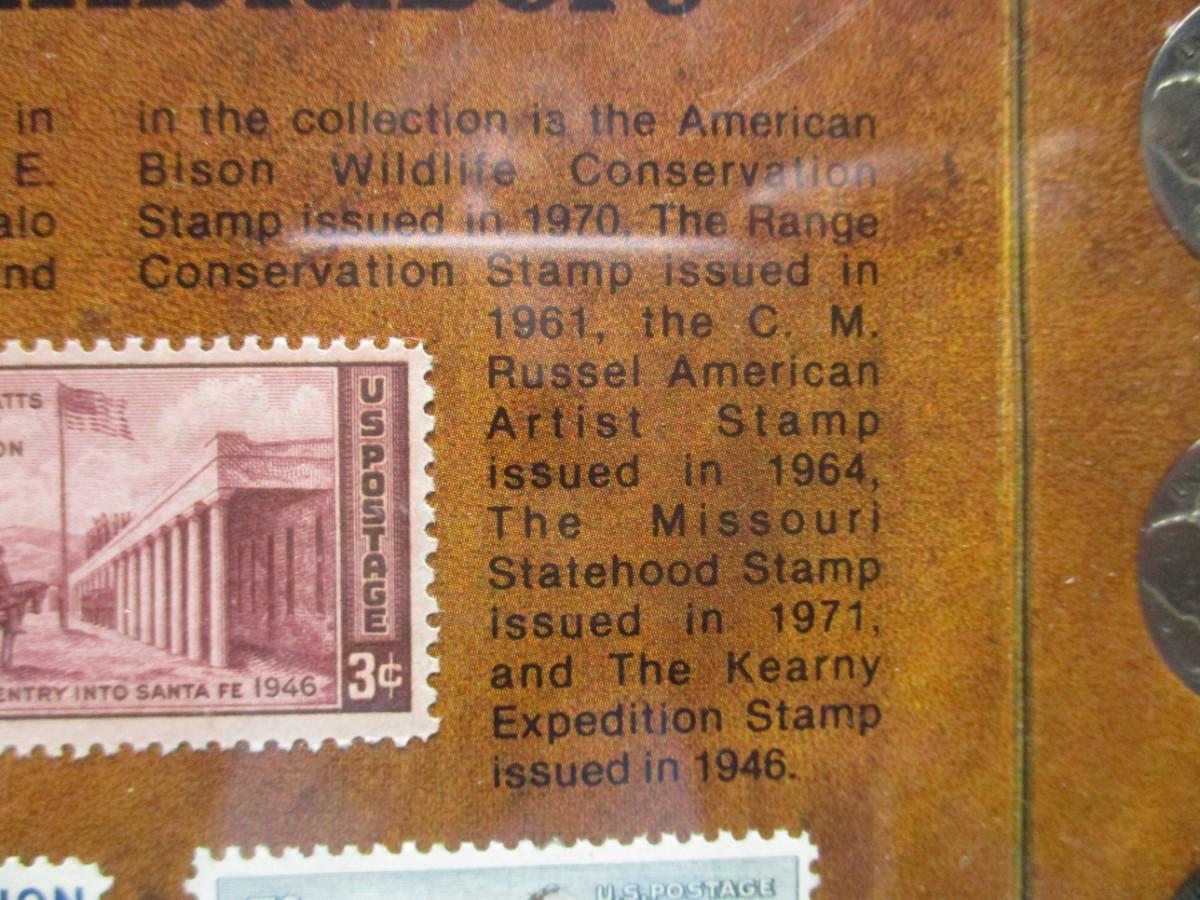 in
E.
nd
in the collection is the American
Bison Wildlife Conservation
Stamp issued in 1970, The Range
Conservation Stamp issued in
1961, the C. M.
Russel American
Artist Stamp
issued in 1964,
The Missouri
Statehood Stamp
issued in 1971,
and The Kearny
Expedition Stamp
issued in 1946.
U S POSTAGE
ENTRY INTO SANTA FE 1946
3¢
U.S. POSTAGE